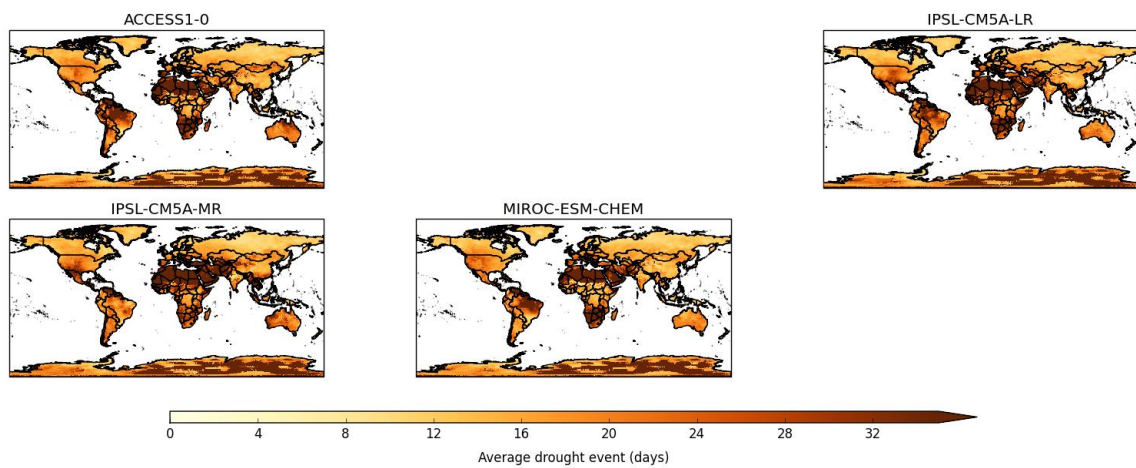 ACCESS1-0
IPSL-CM5A-LR
IPSL-CM5A-MR
MIROC-ESM-CHEM
0 4 8 12 16 20 24 28 32
Average drought event (days)